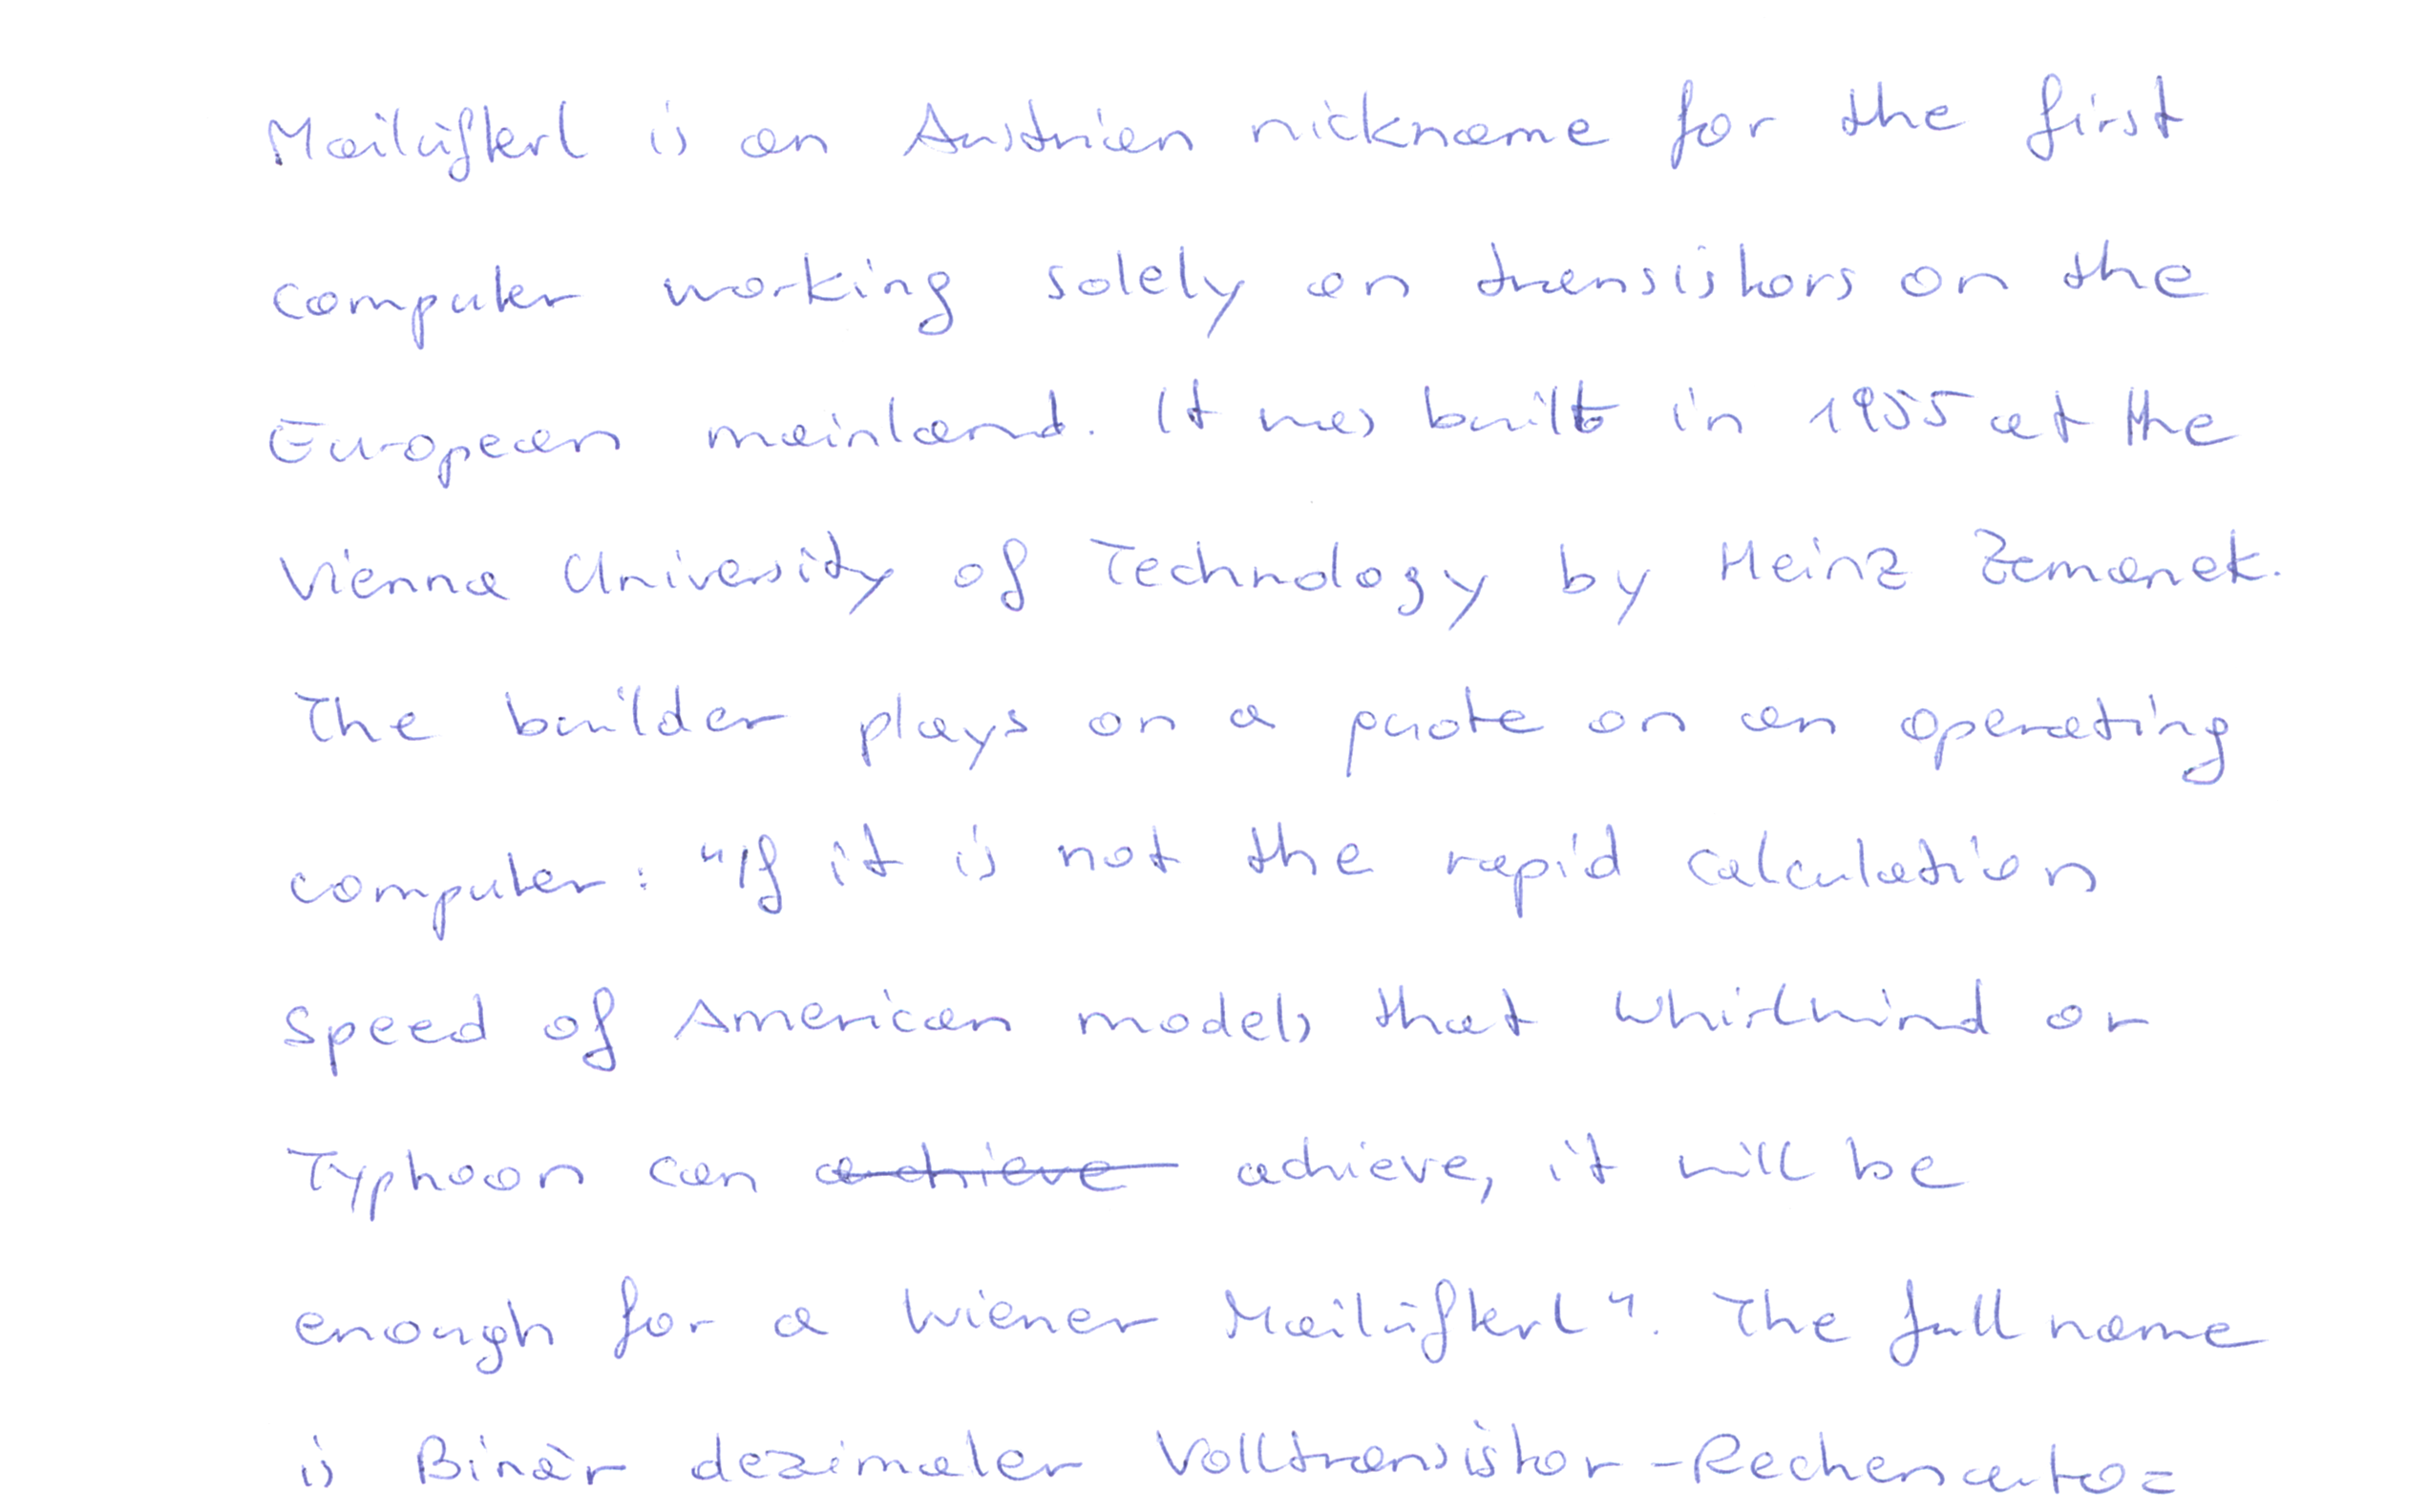 Mailüfterl is an Austrian nickname for the first
computer working solely on transistors on the
European mainland. It was built in 1955 at the
Vienna University of Technology by Heinz Zemanek.
The builder plays on a quote on an operating
computer: "If it is not the rapid calculation
speed of American models that Whirlwind or
Typhoon can achieve achieve, it will be
enough for a Wiener Mailüfterl". The full name
is Binär dezimaler Volltransistor-Rechenauto=